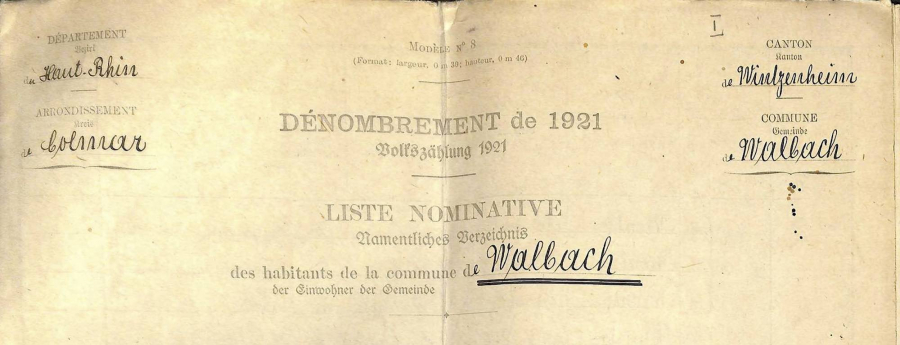 DÉPARTEMENT
Bezirk
du Haut-Rhin
ARRONDISSEMENT
Kreis
de Colmar
MODÈLE N° 8
(Format: largeur, 0 m 30; hauteur, 0 m 46)
I
CANTON
Kanton
de Wintzenheim
COMMUNE
Gemeinde
de Walbach
DÉNOMBREMENT de 1921
Volkszählung 1921
LISTE NOMINATIVE
Namentliches Verzeichnis
des habitants de la commune de Walbach
der Einwohner der Gemeinde